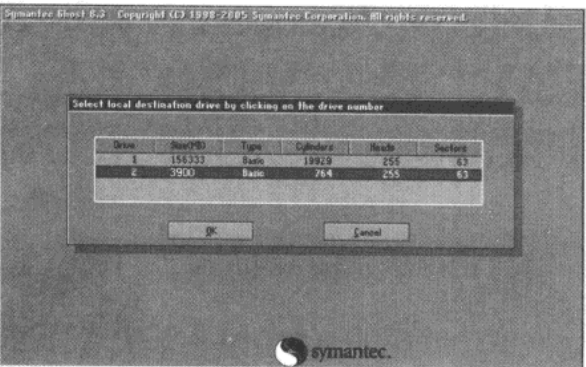 Symantec Ghost 8.3 Copyright (C) 1998-2005 Symantec Corporation. All rights reserved.
Select local destination drive by clicking on the drive number
Drive Size(MB) Type Cylinders Heads Sectors
1 156333 Basic 19929 255 63
2 3900 Basic 764 255 63
OK Cancel
symantec.